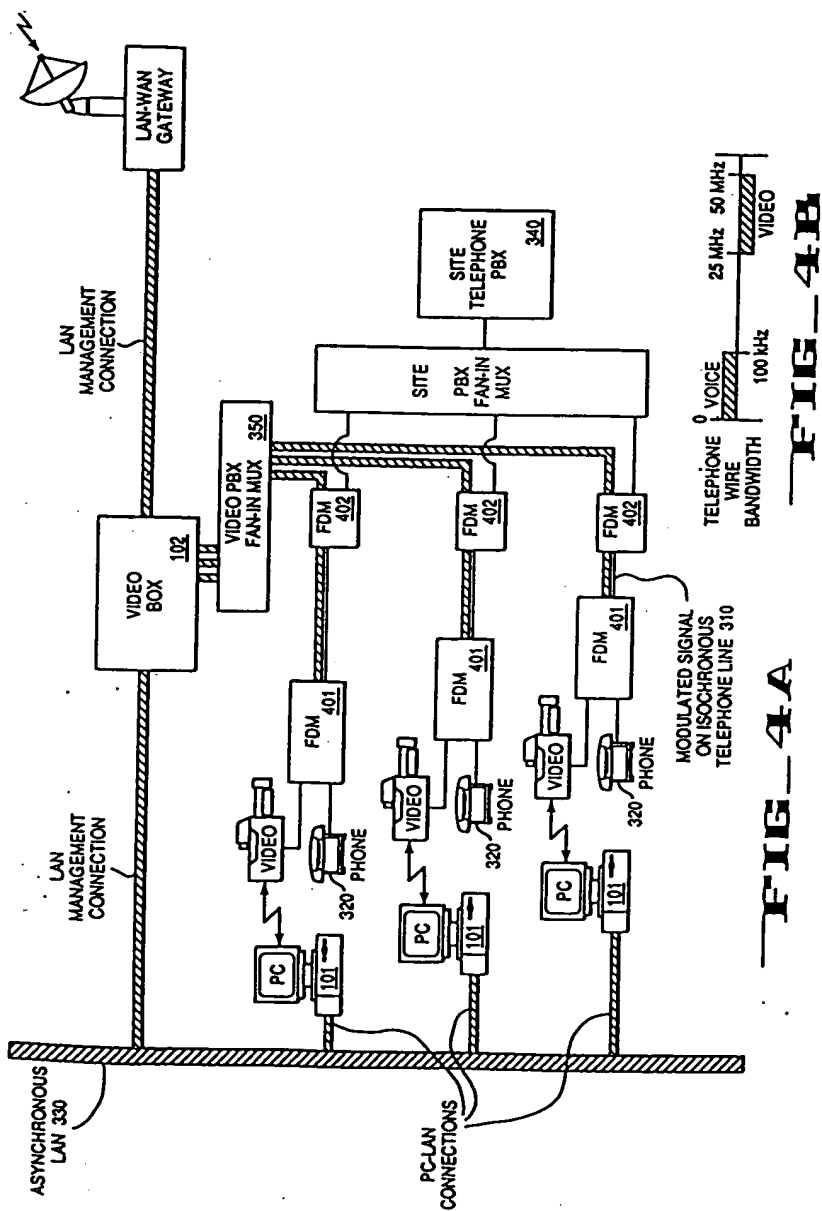 LAN-WAN
GATEWAY
LAN
MANAGEMENT
CONNECTION
VIDEO
BOX
102
LAN
MANAGEMENT
CONNECTION
ASYNCHRONOUS
LAN 330
VIDEO PBX
FAN-IN MUX
350
PC
101
VIDEO
320
PHONE
FDM
401
FDM
402
PC
101
VIDEO
320
PHONE
FDM
401
FDM
402
PC
101
VIDEO
320
PHONE
FDM
401
FDM
402
SITE
PBX
FAN-IN
MUX
SITE
TELEPHONE
PBX
340
PC-LAN
CONNECTIONS
MODULATED SIGNAL
ON ISOCHRONOUS
TELEPHONE LINE 310
FIG_4A
TELEPHONE
WIRE
BANDWIDTH
0
VOICE
100 kHz
25 MHz
50 MHz
VIDEO
FIG_4B